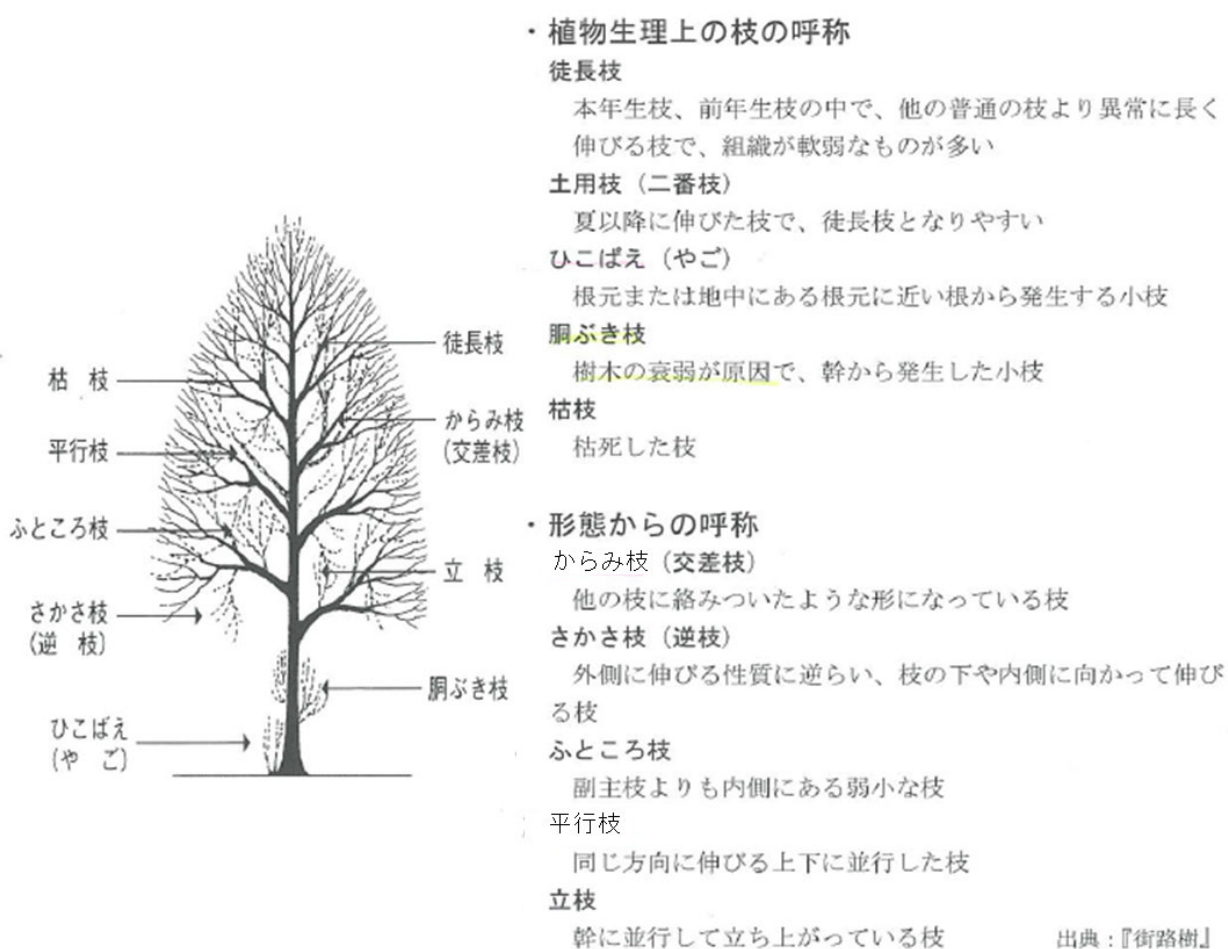 ・植物生理上の枝の呼称
徒長枝
本年生枝、前年生枝の中で、他の普通の枝より異常に長く
伸びる枝で、組織が軟弱なものが多い
土用枝（二番枝）
夏以降に伸びた枝で、徒長枝となりやすい
ひこばえ（やご）
根元または地中にある根元に近い根から発生する小枝
胴ぶき枝
樹木の衰弱が原因で、幹から発生した小枝
枯枝
枯死した枝
・形態からの呼称
からみ枝（交差枝）
他の枝に絡みついたような形になっている枝
さかさ枝（逆枝）
外側に伸びる性質に逆らい、枝の下や内側に向かって伸び
る枝
ふところ枝
副主枝よりも内側にある弱小な枝
平行枝
同じ方向に伸びる上下に並行した枝
立枝
幹に並行して立ち上がっている枝
出典：『街路樹』
枯 枝
平行枝
ふところ枝
さかさ枝
(逆 枝)
ひこばえ
(や ご)
徒長枝
からみ枝
(交差枝)
立 枝
胴ぶき枝